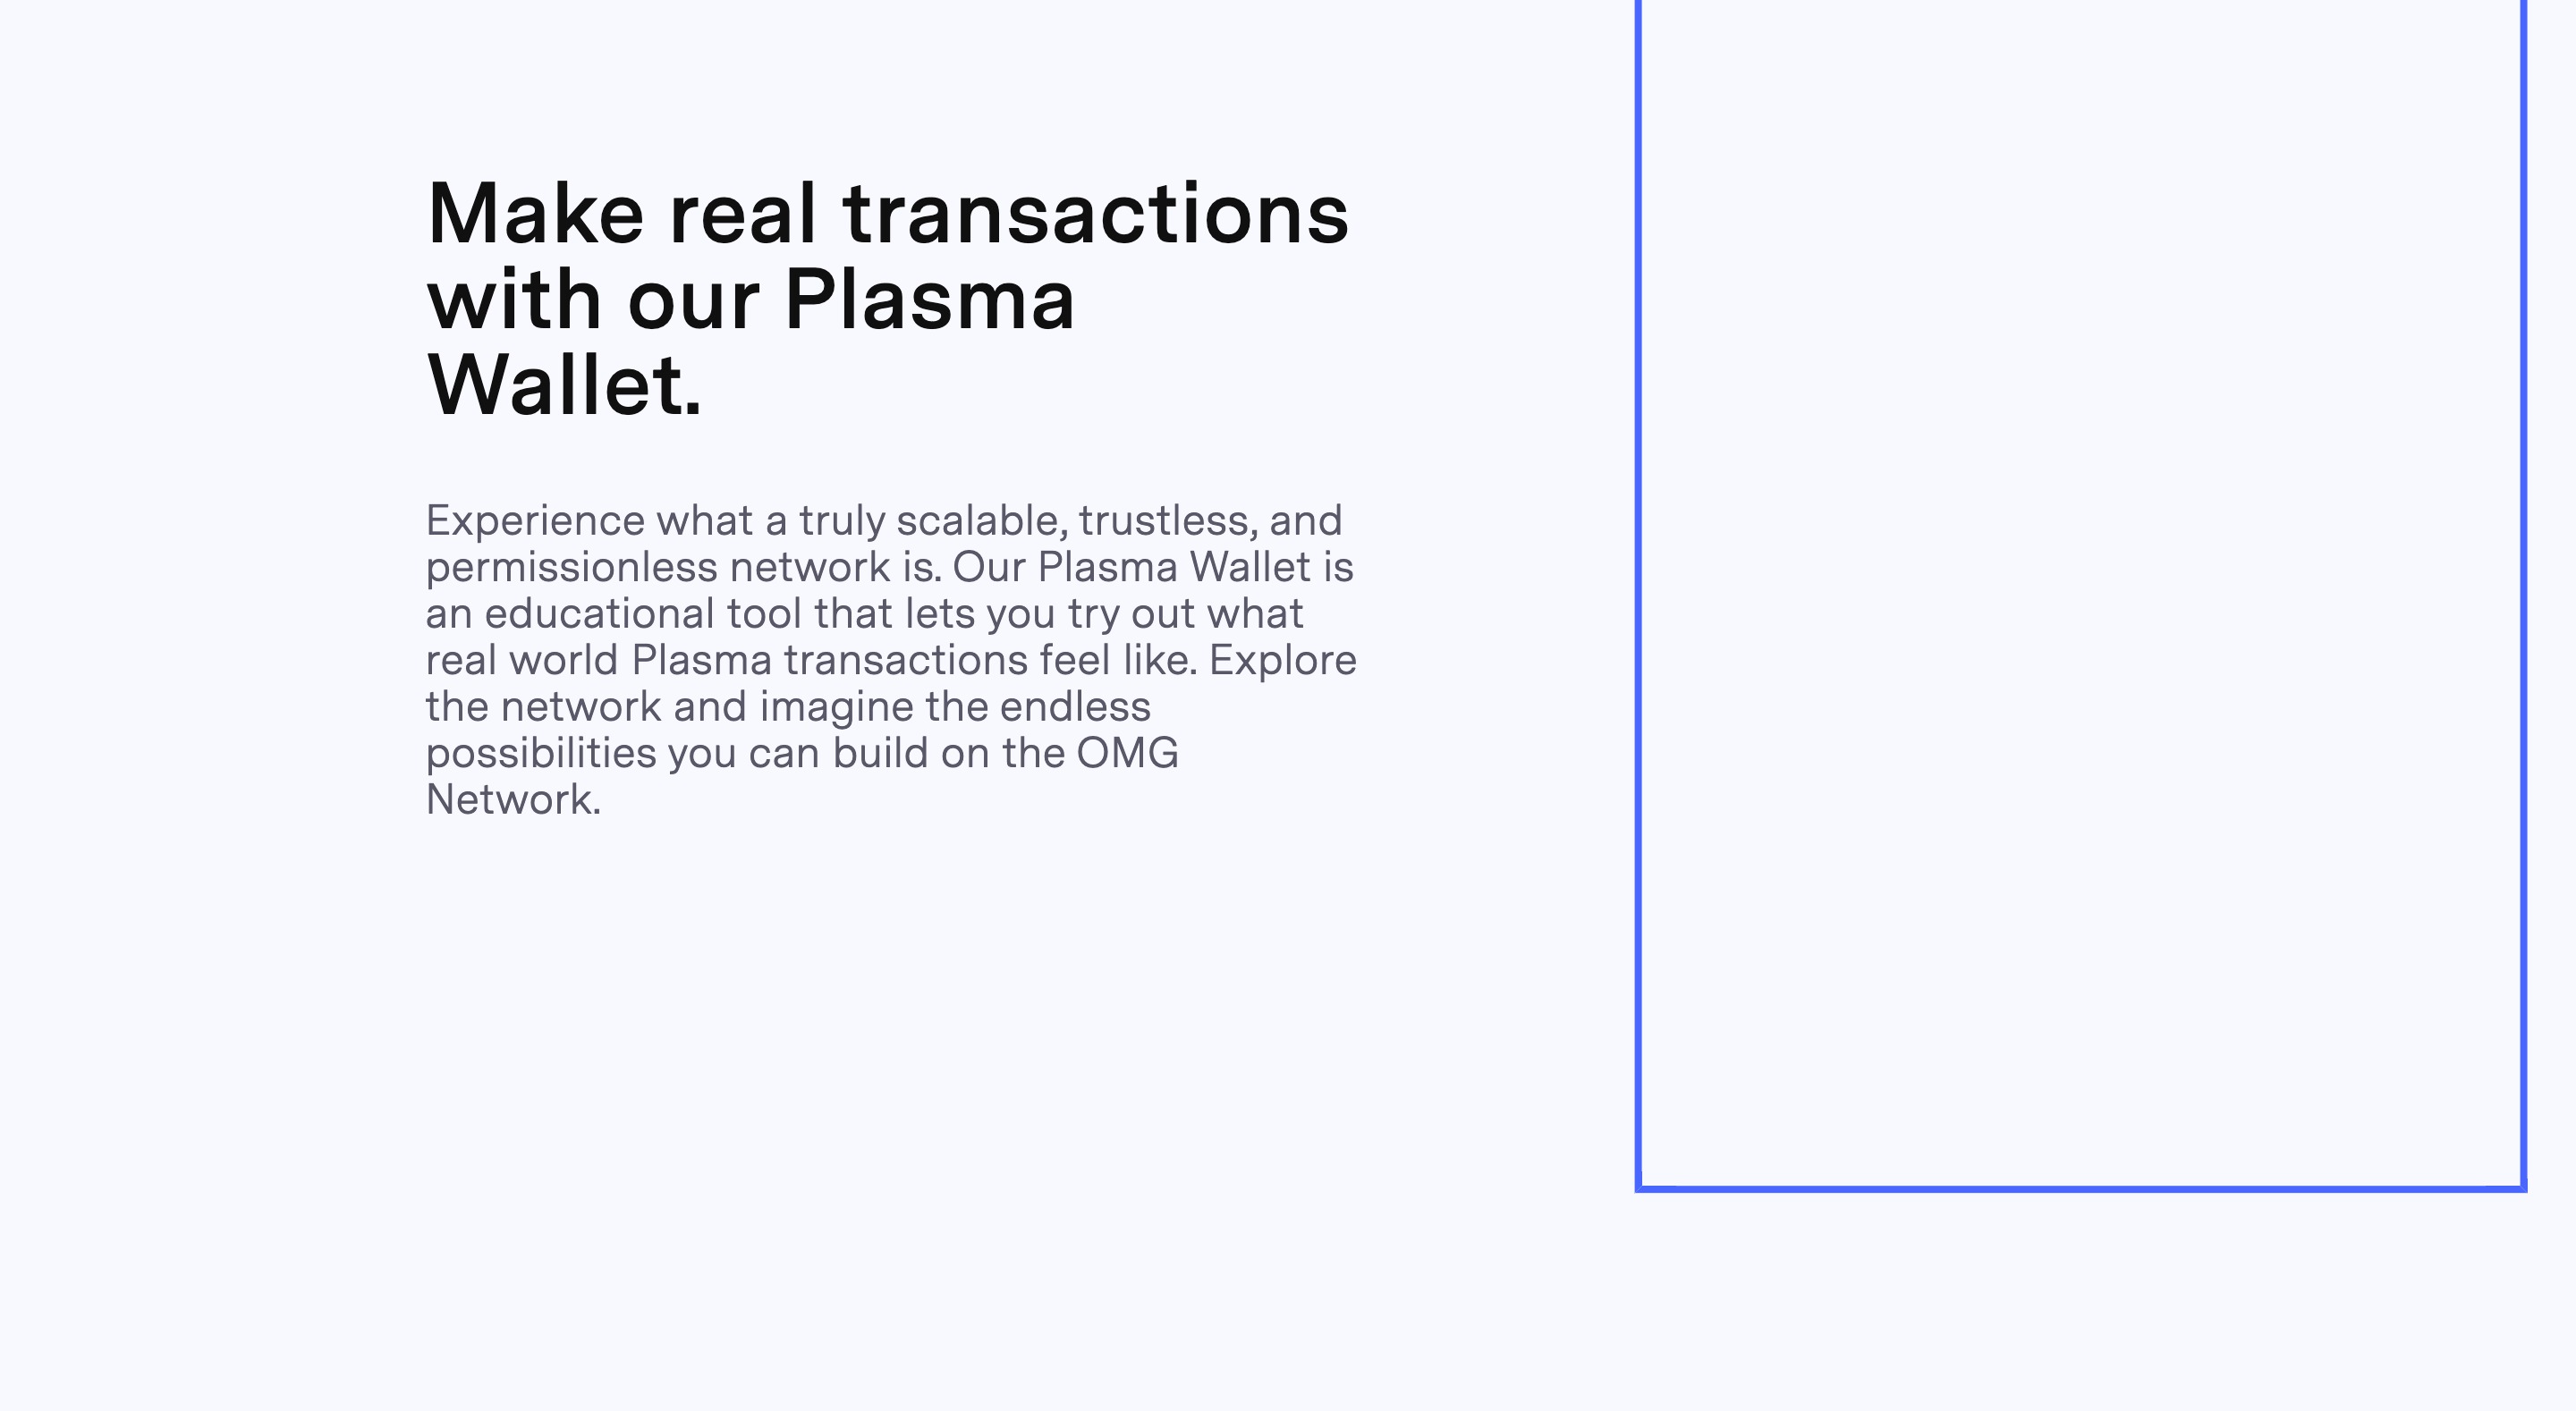 Make real transactions
with our Plasma
Wallet.
Experience what a truly scalable, trustless, and
permissionless network is. Our Plasma Wallet is
an educational tool that lets you try out what
real world Plasma transactions feel like. Explore
the network and imagine the endless
possibilities you can build on the OMG
Network.